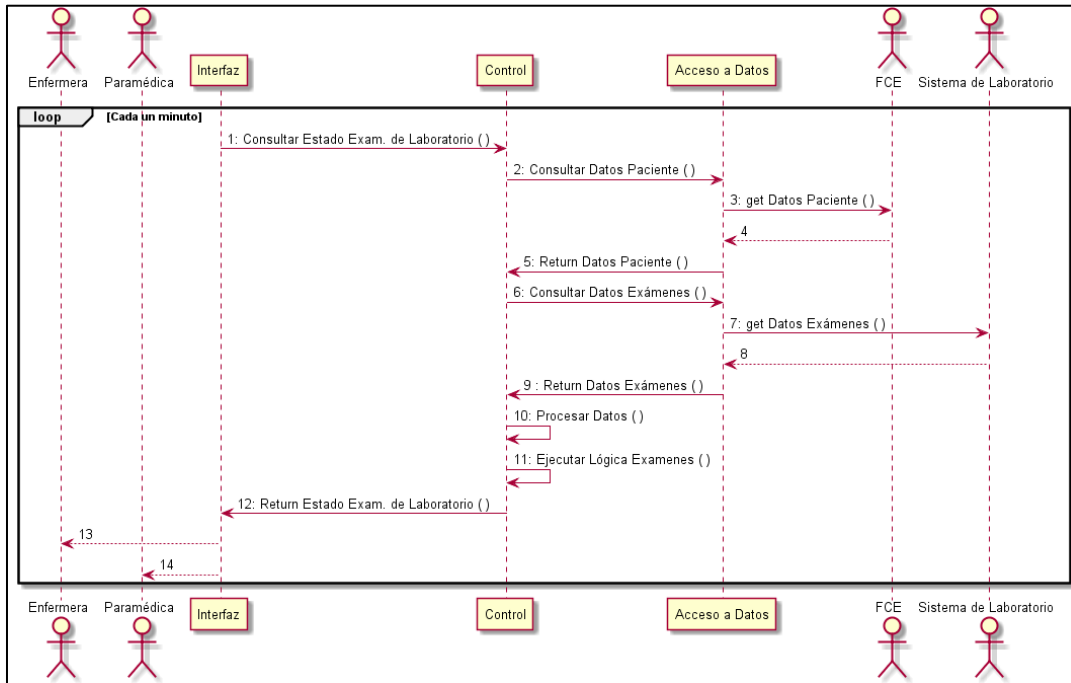 Enfermera
Paramédica
Interfaz
Control
Acceso a Datos
FCE
Sistema de Laboratorio
loop
[Cada un minuto]
1: Consultar Estado Exam. de Laboratorio ( )
2: Consultar Datos Paciente ( )
3: get Datos Paciente ( )
4
5: Return Datos Paciente ( )
6: Consultar Datos Exámenes ( )
7: get Datos Exámenes ( )
8
9 : Return Datos Exámenes ( )
10: Procesar Datos ( )
11: Ejecutar Lógica Examenes ( )
12: Return Estado Exam. de Laboratorio ( )
13
14
Enfermera
Paramédica
Interfaz
Control
Acceso a Datos
FCE
Sistema de Laboratorio